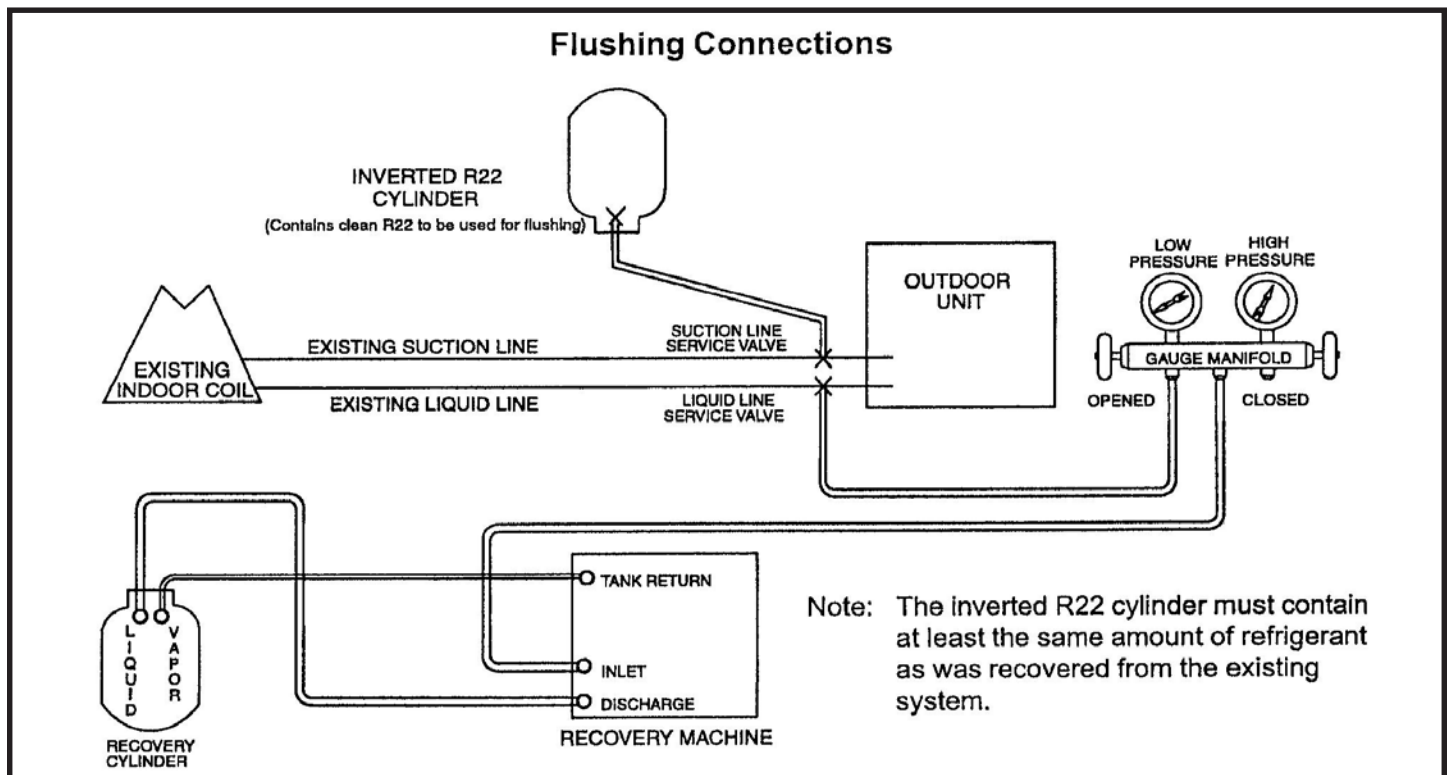 Flushing Connections
INVERTED R22
CYLINDER
(Contains clean R22 to be used for flushing)
OUTDOOR
UNIT
LOW
PRESSURE
HIGH
PRESSURE
GAUGE MANIFOLD
OPENED
CLOSED
EXISTING
INDOOR COIL
EXISTING SUCTION LINE
SUCTION LINE
SERVICE VALVE
EXISTING LIQUID LINE
LIQUID LINE
SERVICE VALVE
LIQUID
VAPOR
RECOVERY
CYLINDER
TANK RETURN
INLET
DISCHARGE
RECOVERY MACHINE
Note: The inverted R22 cylinder must contain
at least the same amount of refrigerant
as was recovered from the existing
system.